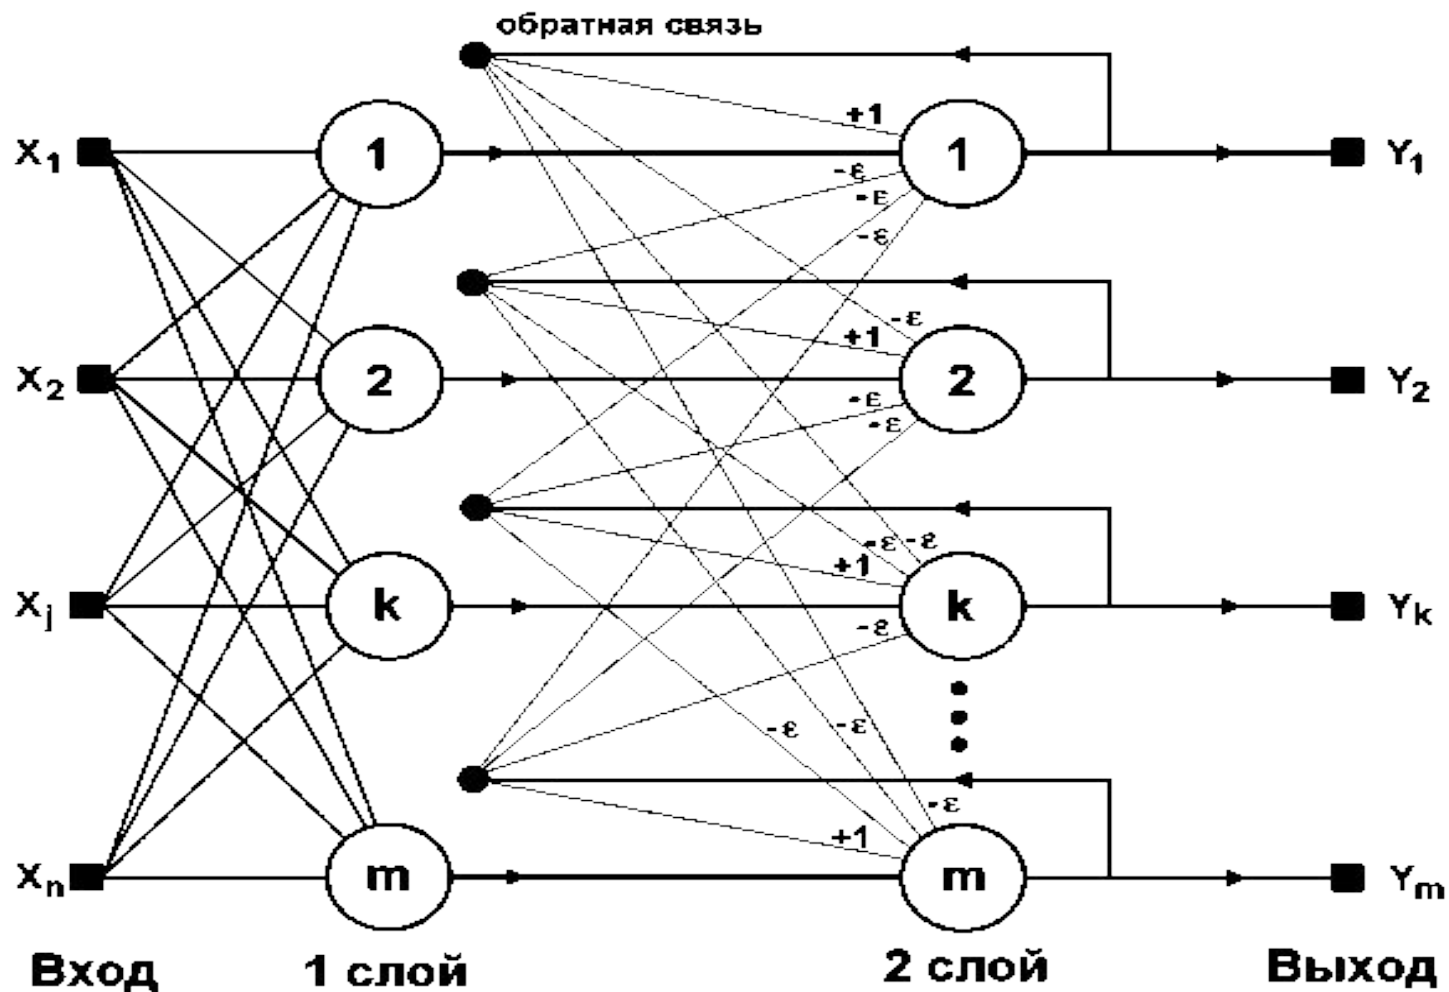 обратная связь
X1 1 +1 1 Y1
-ε
-ε
-ε
-ε
X2 2 +1 2 Y2
-ε
-ε
-ε -ε
+1
Xj k k Yk
-ε
-ε -ε
-ε
+1
Xn m m Ym
Вход 1 слой 2 слой Выход